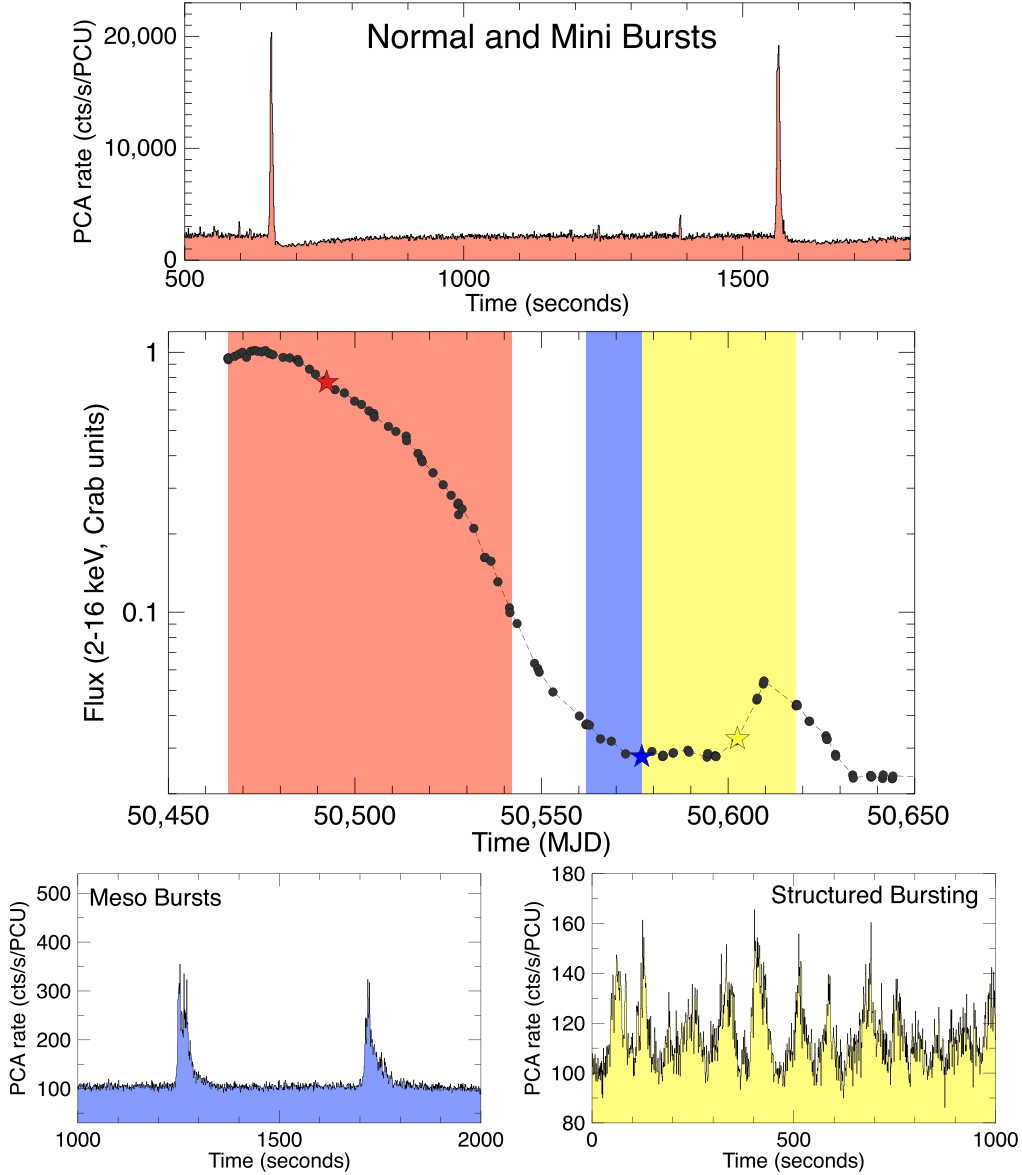 Normal and Mini Bursts
PCA rate (cts/s/PCU)
20,000
10,000
0
500 1000 1500
Time (seconds)
Flux (2-16 keV, Crab units)
1
0.1
50,450 50,500 50,550 50,600 50,650
Time (MJD)
Meso Bursts
PCA rate (cts/s/PCU)
500
400
300
200
100
1000 1500 2000
Time (seconds)
Structured Bursting
PCA rate (cts/s/PCU)
180
160
140
120
100
80
0 500 1000
Time (seconds)